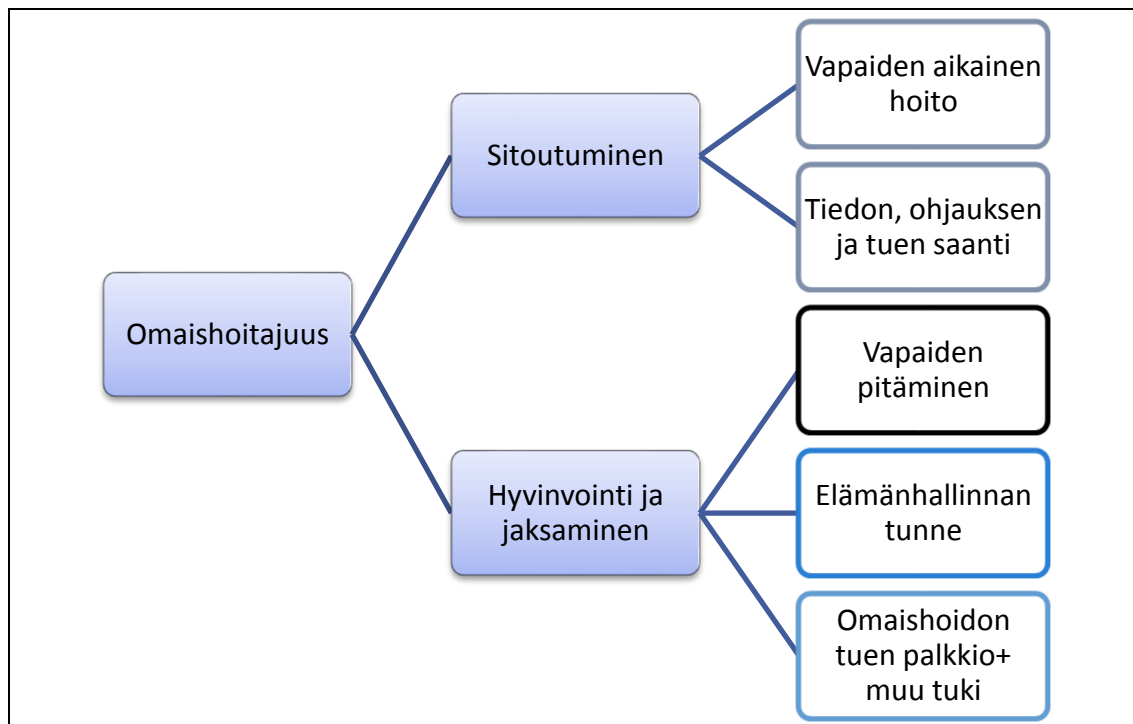 Omaishoitajuus
Sitoutuminen
Vapaiden aikainen
hoito
Tiedon, ohjauksen
ja tuen saanti
Hyvinvointi ja
jaksaminen
Vapaiden
pitäminen
Elämänhallinnan
tunne
Omaishoidon
tuen palkkio+
muu tuki